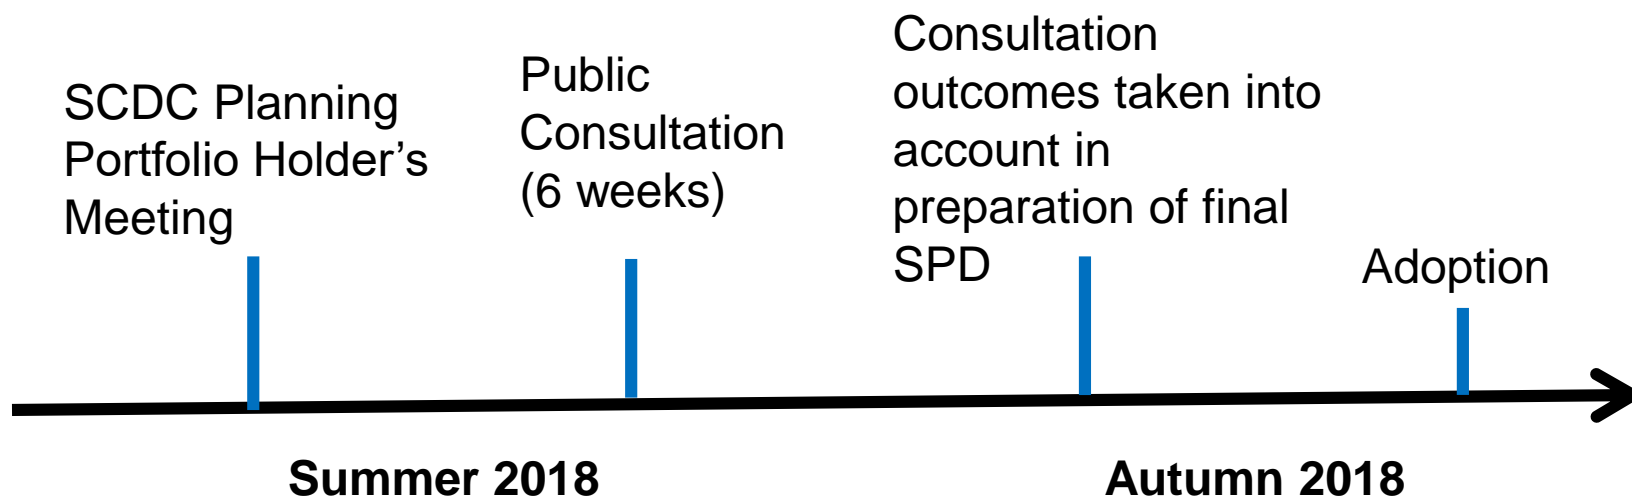 SCDC Planning
Portfolio Holder’s
Meeting
Public
Consultation
(6 weeks)
Consultation
outcomes taken into
account in
preparation of final
SPD
Adoption
Summer 2018
Autumn 2018